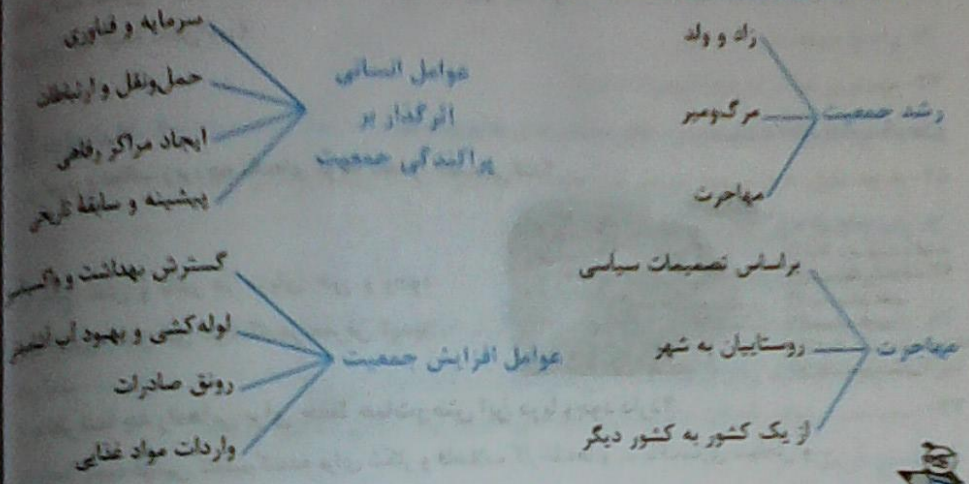 رشد جمعیت
زاد و ولد
مرگ‌ومیر
مهاجرت
عوامل انسانی
اثرگذار بر
پراکندگی جمعیت
سرمایه و فناوری
حمل‌ونقل و ارتباطات
ایجاد مراکز رفاهی
پیشینه و سابقهٔ تاریخی
مهاجرت
براساس تصمیمات سیاسی
روستاییان به شهر
از یک کشور به کشور دیگر
عوامل افزایش جمعیت
گسترش بهداشت و
لوله‌کشی و بهبود آب
رونق صادرات
واردات مواد غذایی